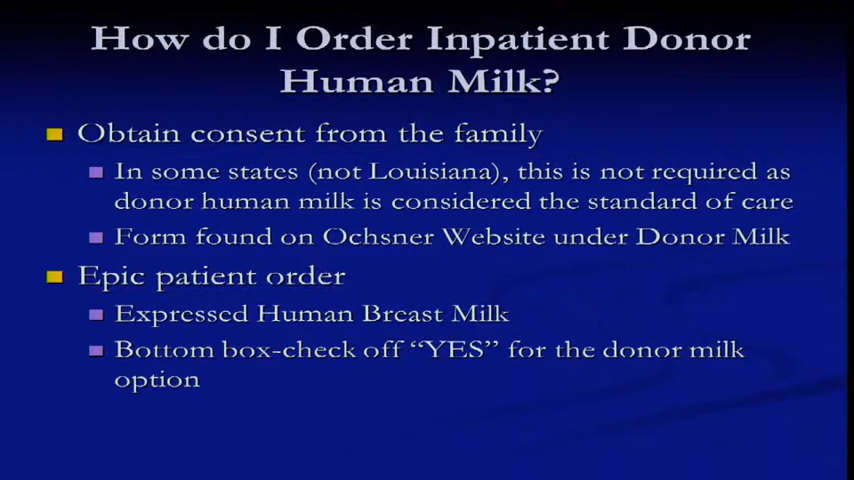 How do I Order Inpatient Donor
Human Milk?
Obtain consent from the family
In some states (not Louisiana), this is not required as
donor human milk is considered the standard of care
Form found on Ochsner Website under Donor Milk
Epic patient order
Expressed Human Breast Milk
Bottom box-check off “YES” for the donor milk
option